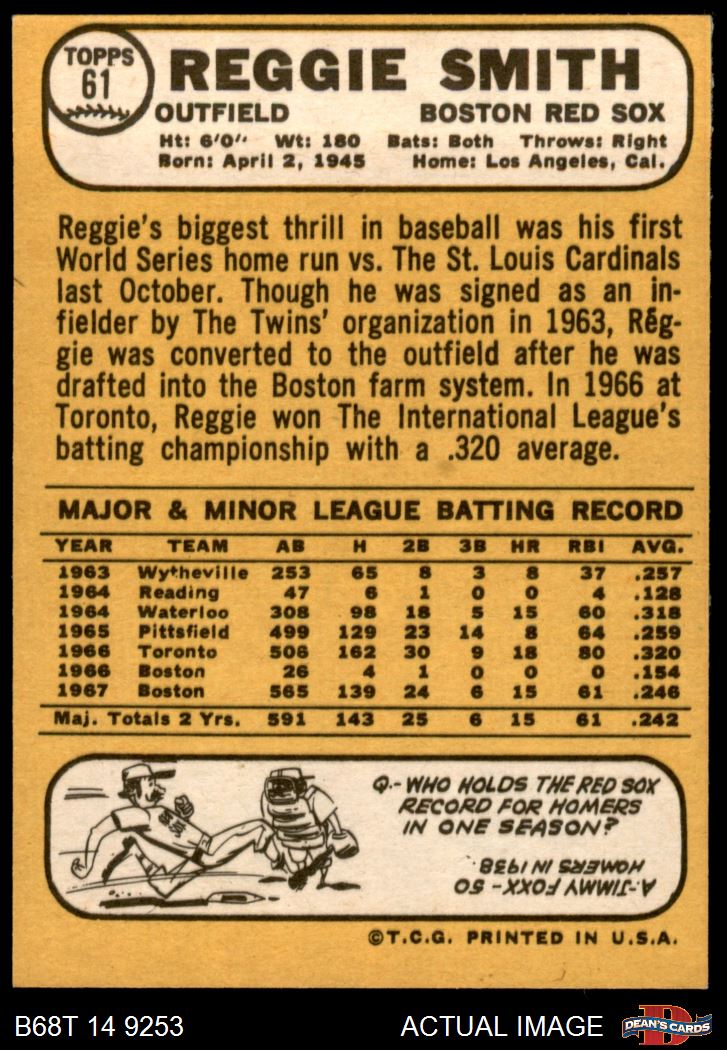 TOPPS
61
REGGIE SMITH
OUTFIELD BOSTON RED SOX
Ht: 6'0" Wt: 180 Bats: Both Throws: Right
Born: April 2, 1945 Home: Los Angeles, Cal.
Reggie's biggest thrill in baseball was his first
World Series home run vs. The St. Louis Cardinals
last October. Though he was signed as an in-
fielder by The Twins' organization in 1963, Reg-
gie was converted to the outfield after he was
drafted into the Boston farm system. In 1966 at
Toronto, Reggie won The International League's
batting championship with a .320 average.
MAJOR & MINOR LEAGUE BATTING RECORD
YEAR TEAM AB H 2B 3B HR RBI AVG.
1963 Wytheville 253 65 8 3 8 37 .257
1964 Reading 47 6 1 0 0 4 .128
1964 Waterloo 308 98 18 5 15 60 .318
1965 Pittsfield 499 129 23 14 8 64 .259
1966 Toronto 506 162 30 9 18 80 .320
1966 Boston 26 4 1 0 0 0 .154
1967 Boston 565 139 24 6 15 61 .246
Maj. Totals 2 Yrs. 591 143 25 6 15 61 .242
Q.-WHO HOLDS THE RED SOX
RECORD FOR HOMERS
IN ONE SEASON?
A-JIMMY FOXX- 50
HOMERS IN 1938.
©T.C.G. PRINTED IN U.S.A.
B68T 14 9253 ACTUAL IMAGE
D
DEAN'S CARDS